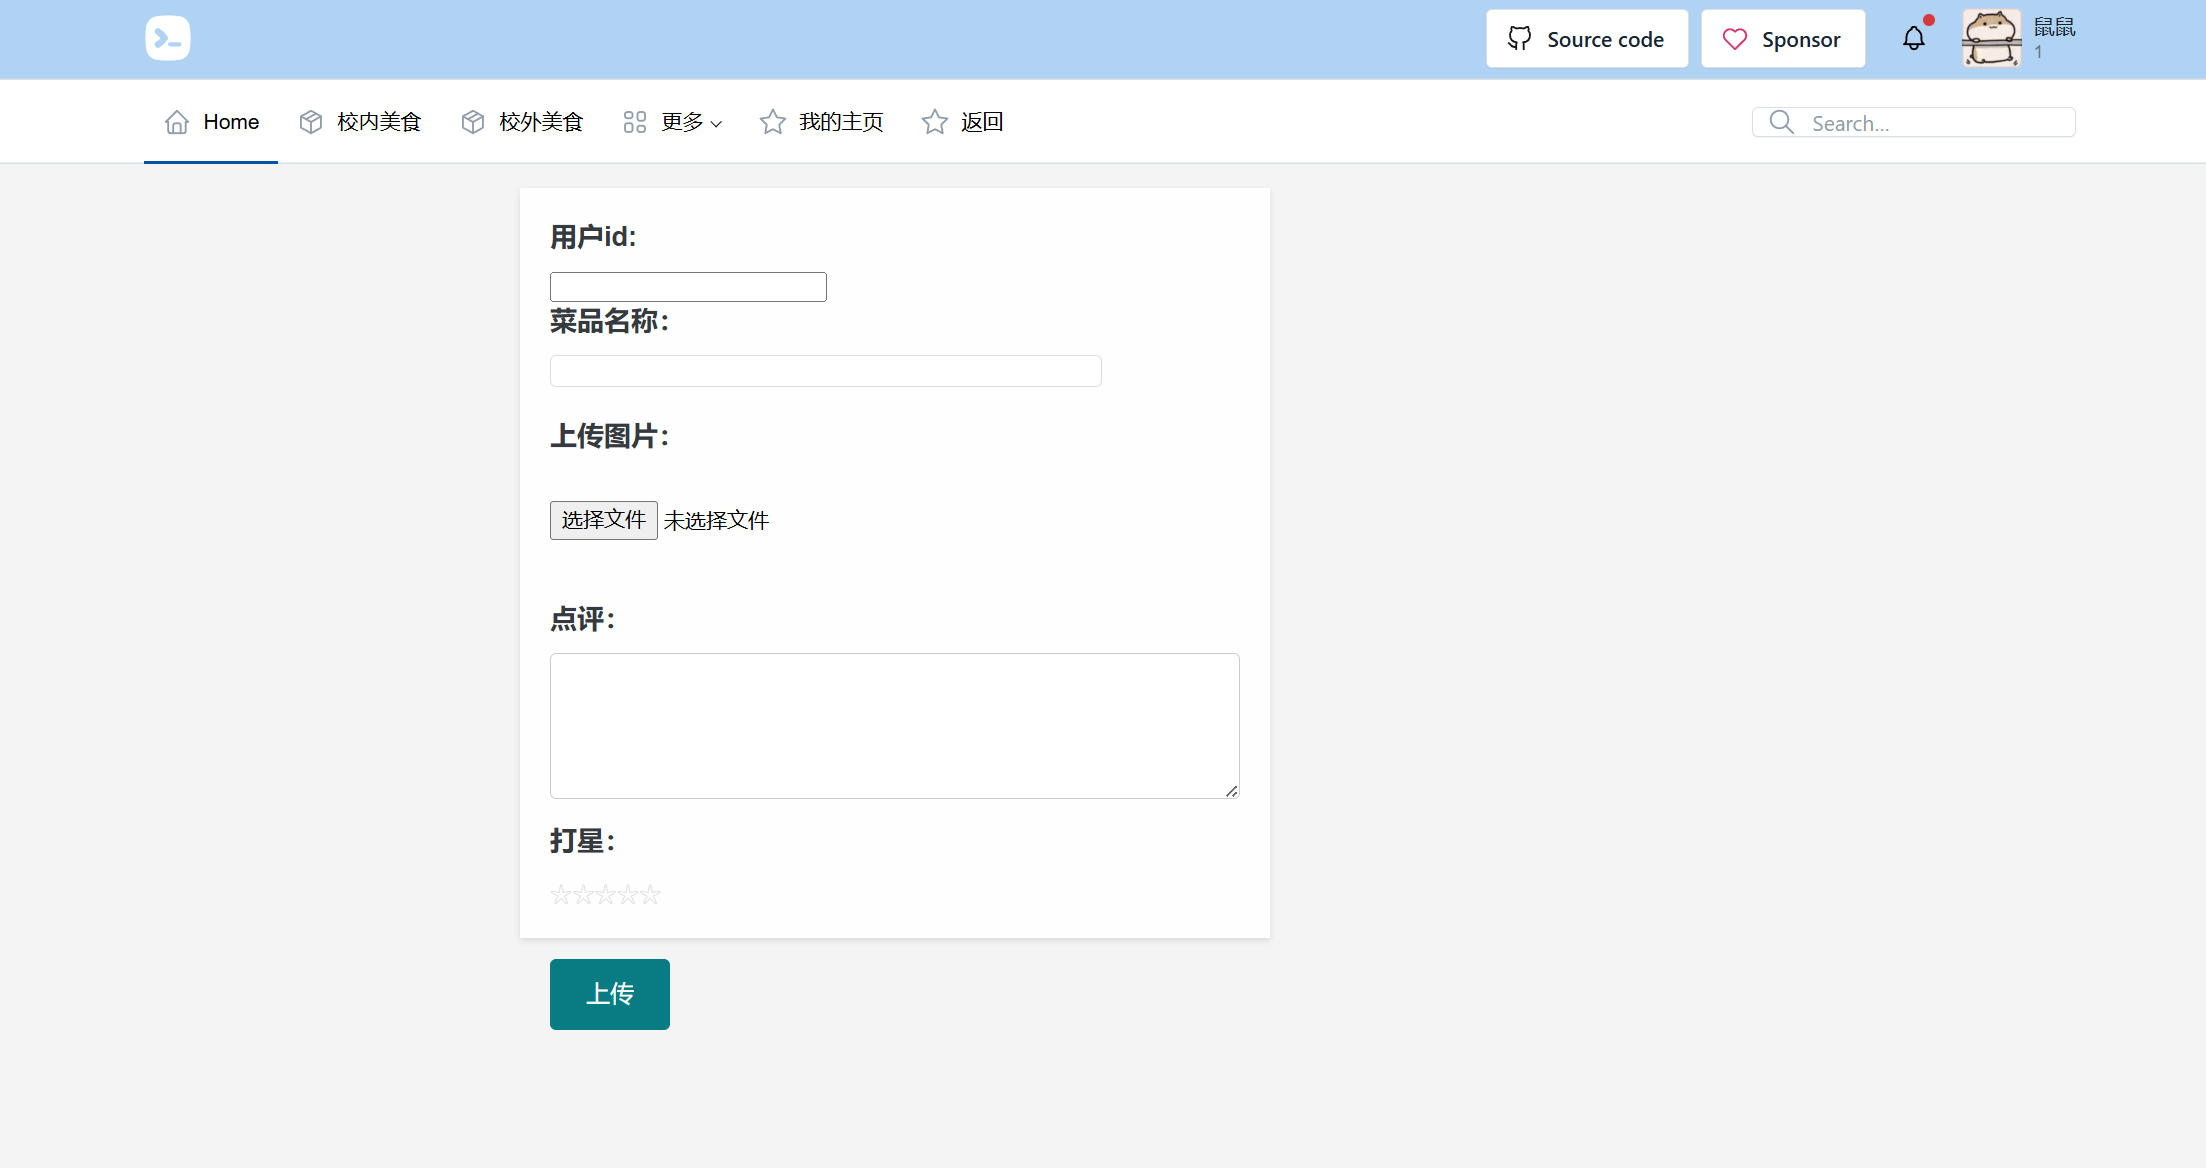 Source code
Sponsor
鼠鼠
1
Home
校内美食
校外美食
更多
我的主页
返回
Search...
用户id:
菜品名称：
上传图片：
选择文件 未选择文件
点评：
打星：
☆☆☆☆☆
上传